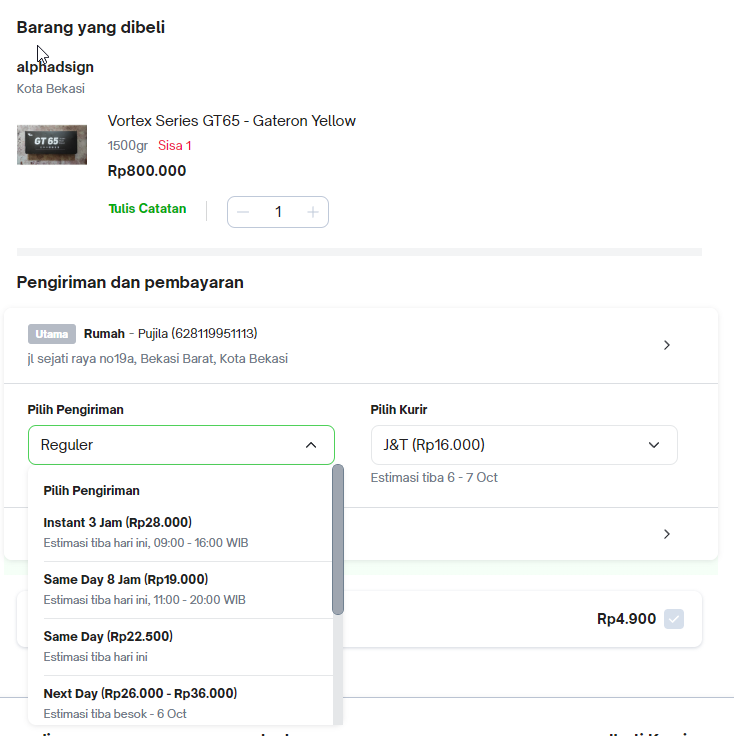 Barang yang dibeli
alphadsign
Kota Bekasi
Vortex Series GT65 - Gateron Yellow
GT 65
1500gr Sisa 1
Rp800.000
Tulis Catatan
1
Pengiriman dan pembayaran
Utama Rumah - Pujila (628119951113)
jl sejati raya no19a, Bekasi Barat, Kota Bekasi
Pilih Pengiriman
Reguler
Pilih Kurir
J&T (Rp16.000)
Estimasi tiba 6 - 7 Oct
Pilih Pengiriman
Instant 3 Jam (Rp28.000)
Estimasi tiba hari ini, 09:00 - 16:00 WIB
Same Day 8 Jam (Rp19.000)
Estimasi tiba hari ini, 11:00 - 20:00 WIB
Same Day (Rp22.500)
Estimasi tiba hari ini
Next Day (Rp26.000 - Rp36.000)
Estimasi tiba besok - 6 Oct
Rp4.900